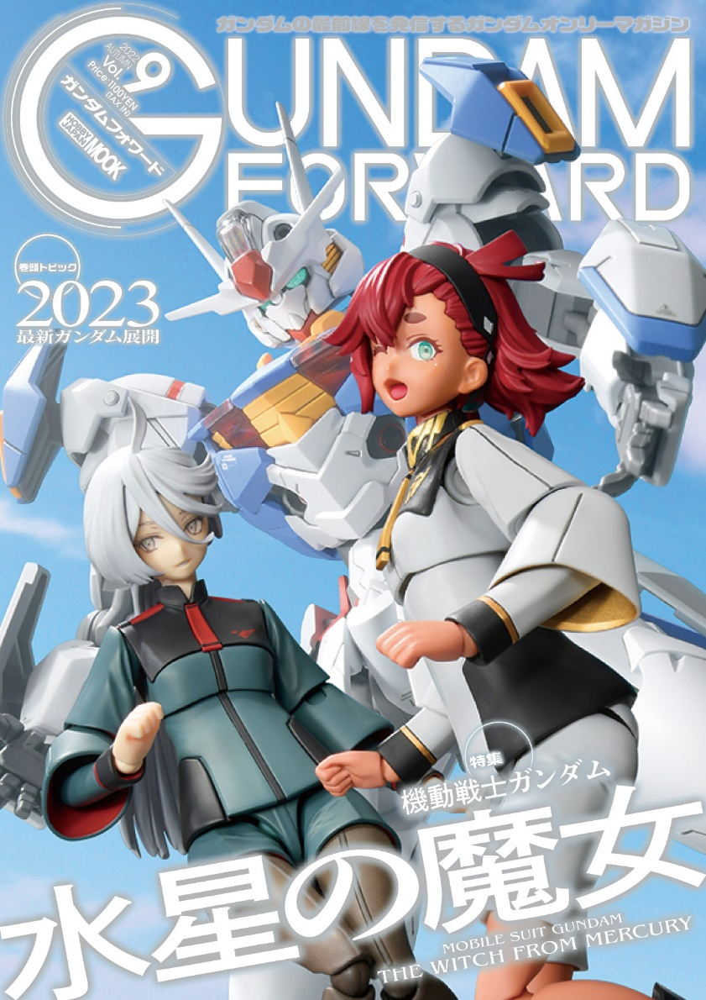 ガンダムの最前線を発信するガンダムオンリーマガジン
GUNDAM
FORWARD
2022
AUTUMN
Vol.9
Price:1100YEN
(TAX IN)
ガンダムフォワード
HOBBY JAPAN MOOK
巻頭トピック
2023
最新ガンダム展開
特集
機動戦士ガンダム
水星の魔女
MOBILE SUIT GUNDAM
THE WITCH FROM MERCURY